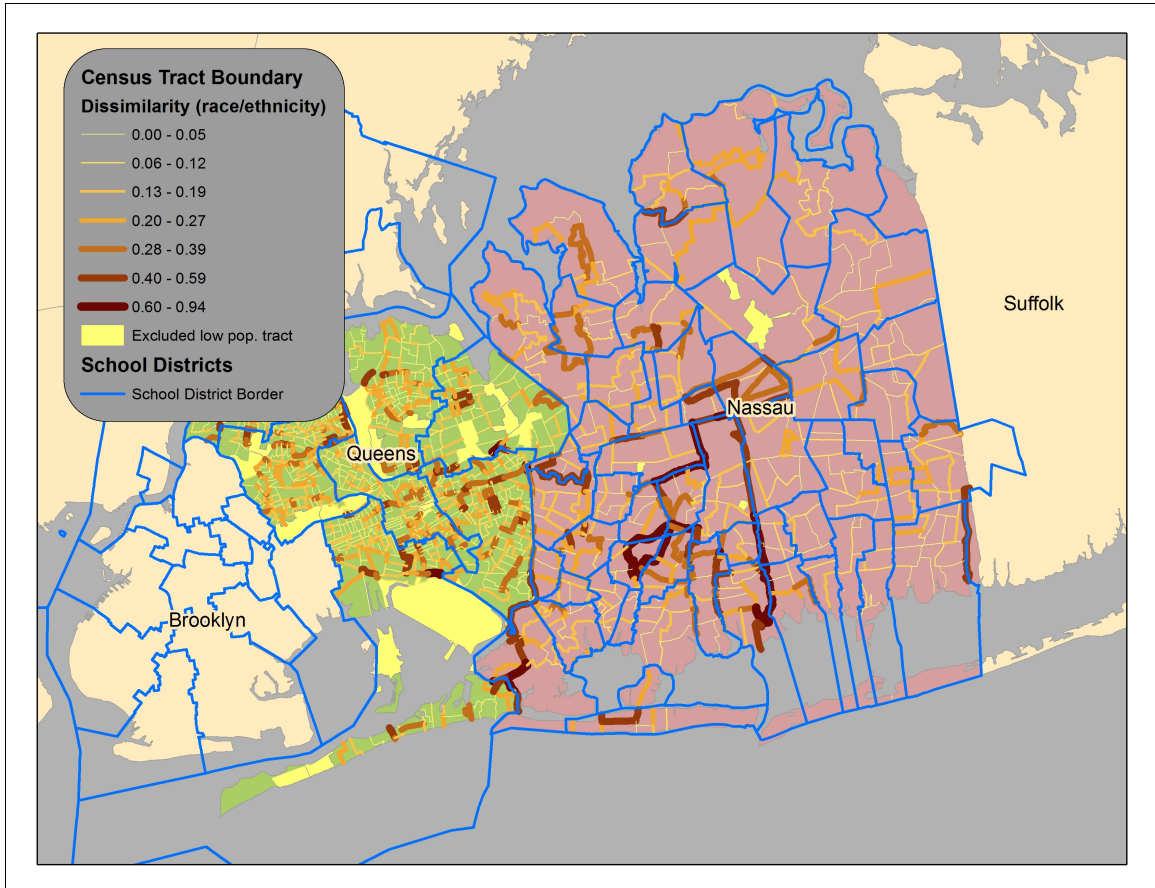 Census Tract Boundary
Dissimilarity (race/ethnicity)
0.00 - 0.05
0.06 - 0.12
0.13 - 0.19
0.20 - 0.27
0.28 - 0.39
0.40 - 0.59
0.60 - 0.94
Excluded low pop. tract
School Districts
School District Border
Suffolk
Nassau
Queens
Brooklyn